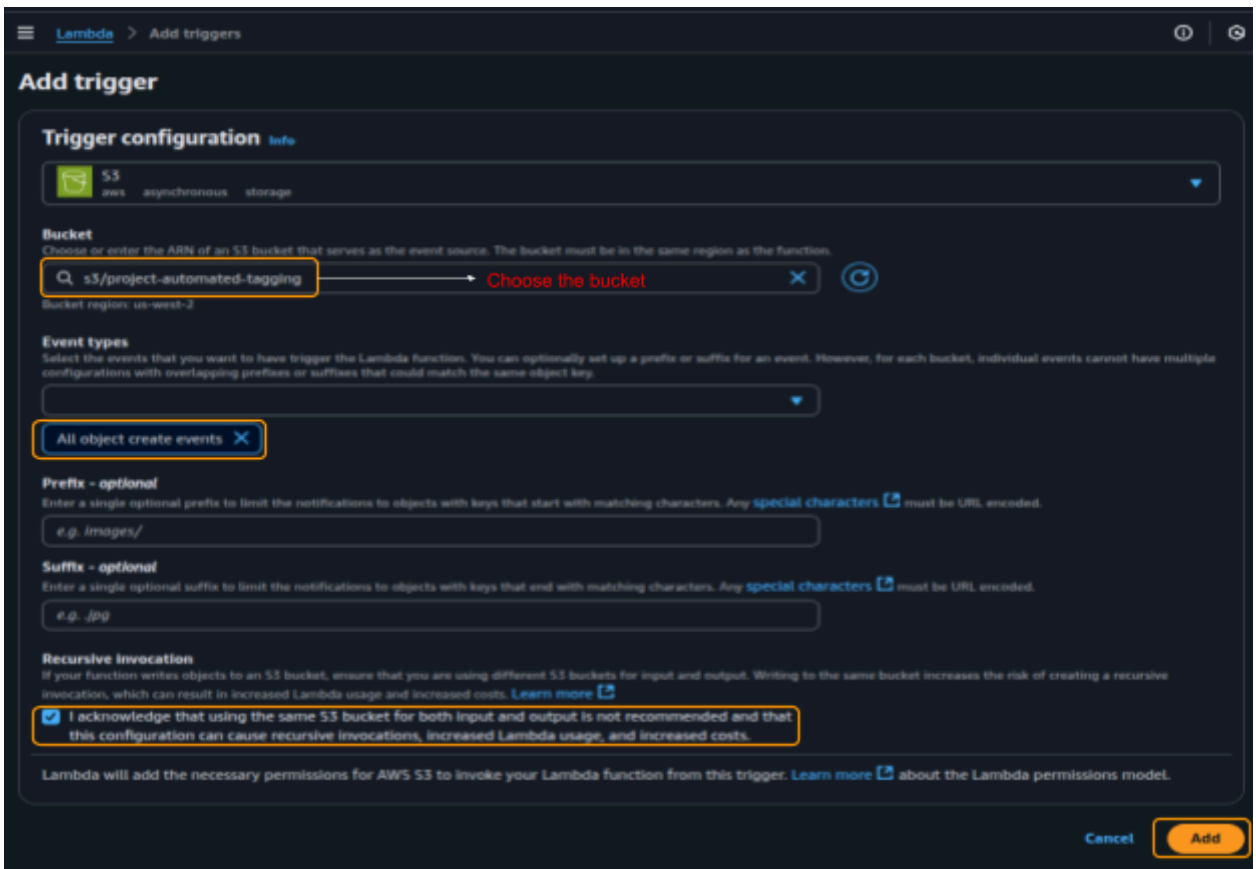 Lambda > Add triggers
Add trigger
Trigger configuration Info
S3
aws asynchronous storage
Bucket
Choose or enter the ARN of an S3 bucket that serves as the event source. The bucket must be in the same region as the function.
s3/project-automated-tagging
Choose the bucket
Bucket region: us-west-2
Event types
Select the events that you want to have trigger the Lambda function. You can optionally set up a prefix or suffix for an event. However, for each bucket, individual events cannot have multiple
configurations with overlapping prefixes or suffixes that could match the same object key.
All object create events
Prefix - optional
Enter a single optional prefix to limit the notifications to objects with keys that start with matching characters. Any special characters must be URL encoded.
e.g. images/
Suffix - optional
Enter a single optional suffix to limit the notifications to objects with keys that end with matching characters. Any special characters must be URL encoded.
e.g. .jpg
Recursive invocation
If your function writes objects to an S3 bucket, ensure that you are using different S3 buckets for input and output. Writing to the same bucket increases the risk of creating a recursive
invocation, which can result in increased Lambda usage and increased costs. Learn more
I acknowledge that using the same S3 bucket for both input and output is not recommended and that
this configuration can cause recursive invocations, increased Lambda usage, and increased costs.
Lambda will add the necessary permissions for AWS S3 to invoke your Lambda function from this trigger. Learn more about the Lambda permissions model.
Cancel
Add